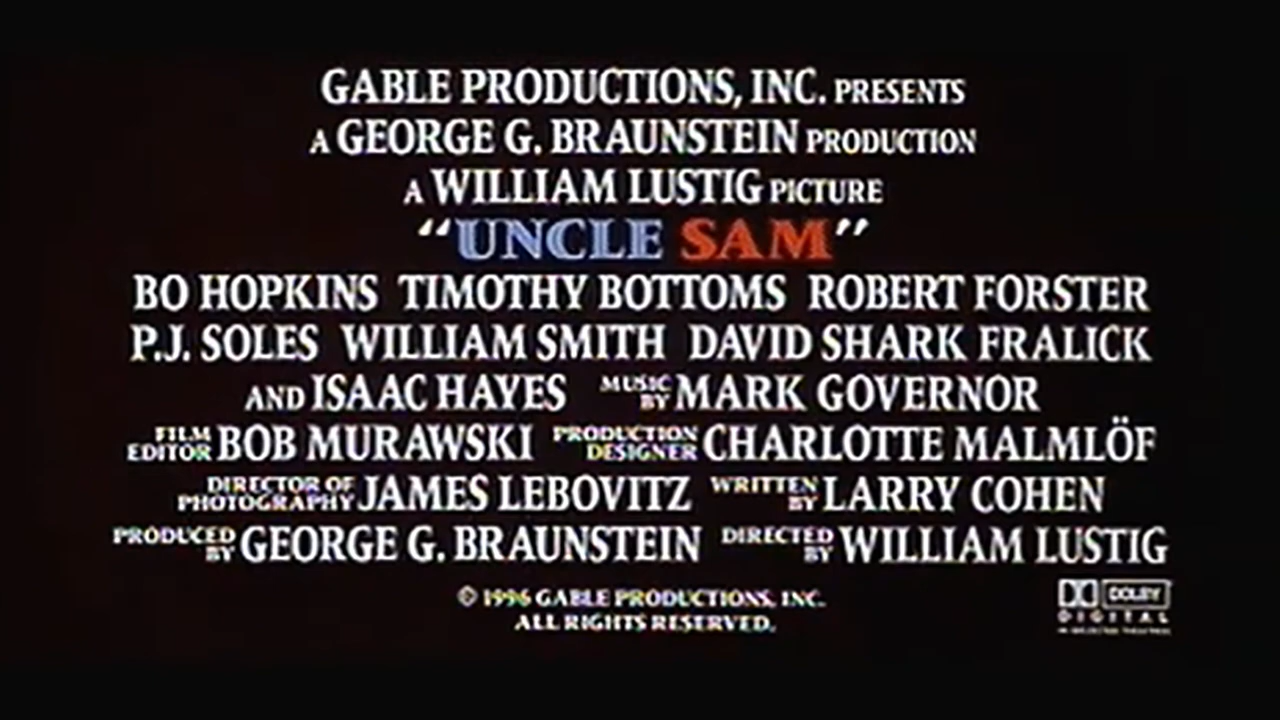 GABLE PRODUCTIONS, INC. PRESENTS
A GEORGE G. BRAUNSTEIN PRODUCTION
A WILLIAM LUSTIG PICTURE
“UNCLE SAM”
BO HOPKINS TIMOTHY BOTTOMS ROBERT FORSTER
P.J. SOLES WILLIAM SMITH DAVID SHARK FRALICK
AND ISAAC HAYES MUSIC BY MARK GOVERNOR
FILM EDITOR BOB MURAWSKI PRODUCTION DESIGNER CHARLOTTE MALMLÖF
DIRECTOR OF PHOTOGRAPHY JAMES LEBOVITZ WRITTEN BY LARRY COHEN
PRODUCED BY GEORGE G. BRAUNSTEIN DIRECTED BY WILLIAM LUSTIG
© 1996 GABLE PRODUCTIONS, INC.
ALL RIGHTS RESERVED.
DOLBY
DIGITAL